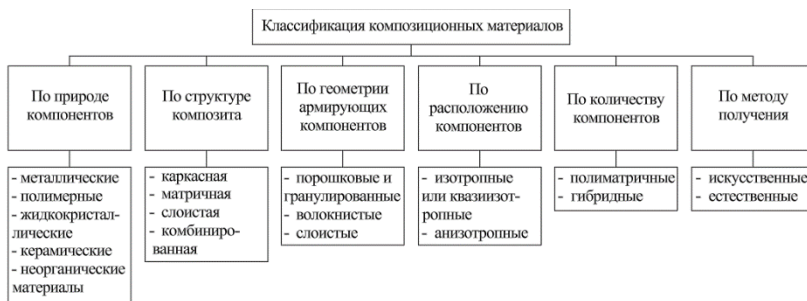 Классификация композиционных материалов
По природе
компонентов
По структуре
композита
По геометрии
армирующих
компонентов
По
расположению
компонентов
По количеству
компонентов
По методу
получения
- металлические
- полимерные
- жидкокристал-
лические
- керамические
- неорганические
материалы
- каркасная
- матричная
- слоистая
- комбиниро-
ванная
- порошковые и
гранулированные
- волокнистые
- слоистые
- изотропные
или квазиизот-
ропные
- анизотропные
- полиматричные
- гибридные
- искусственные
- естественные